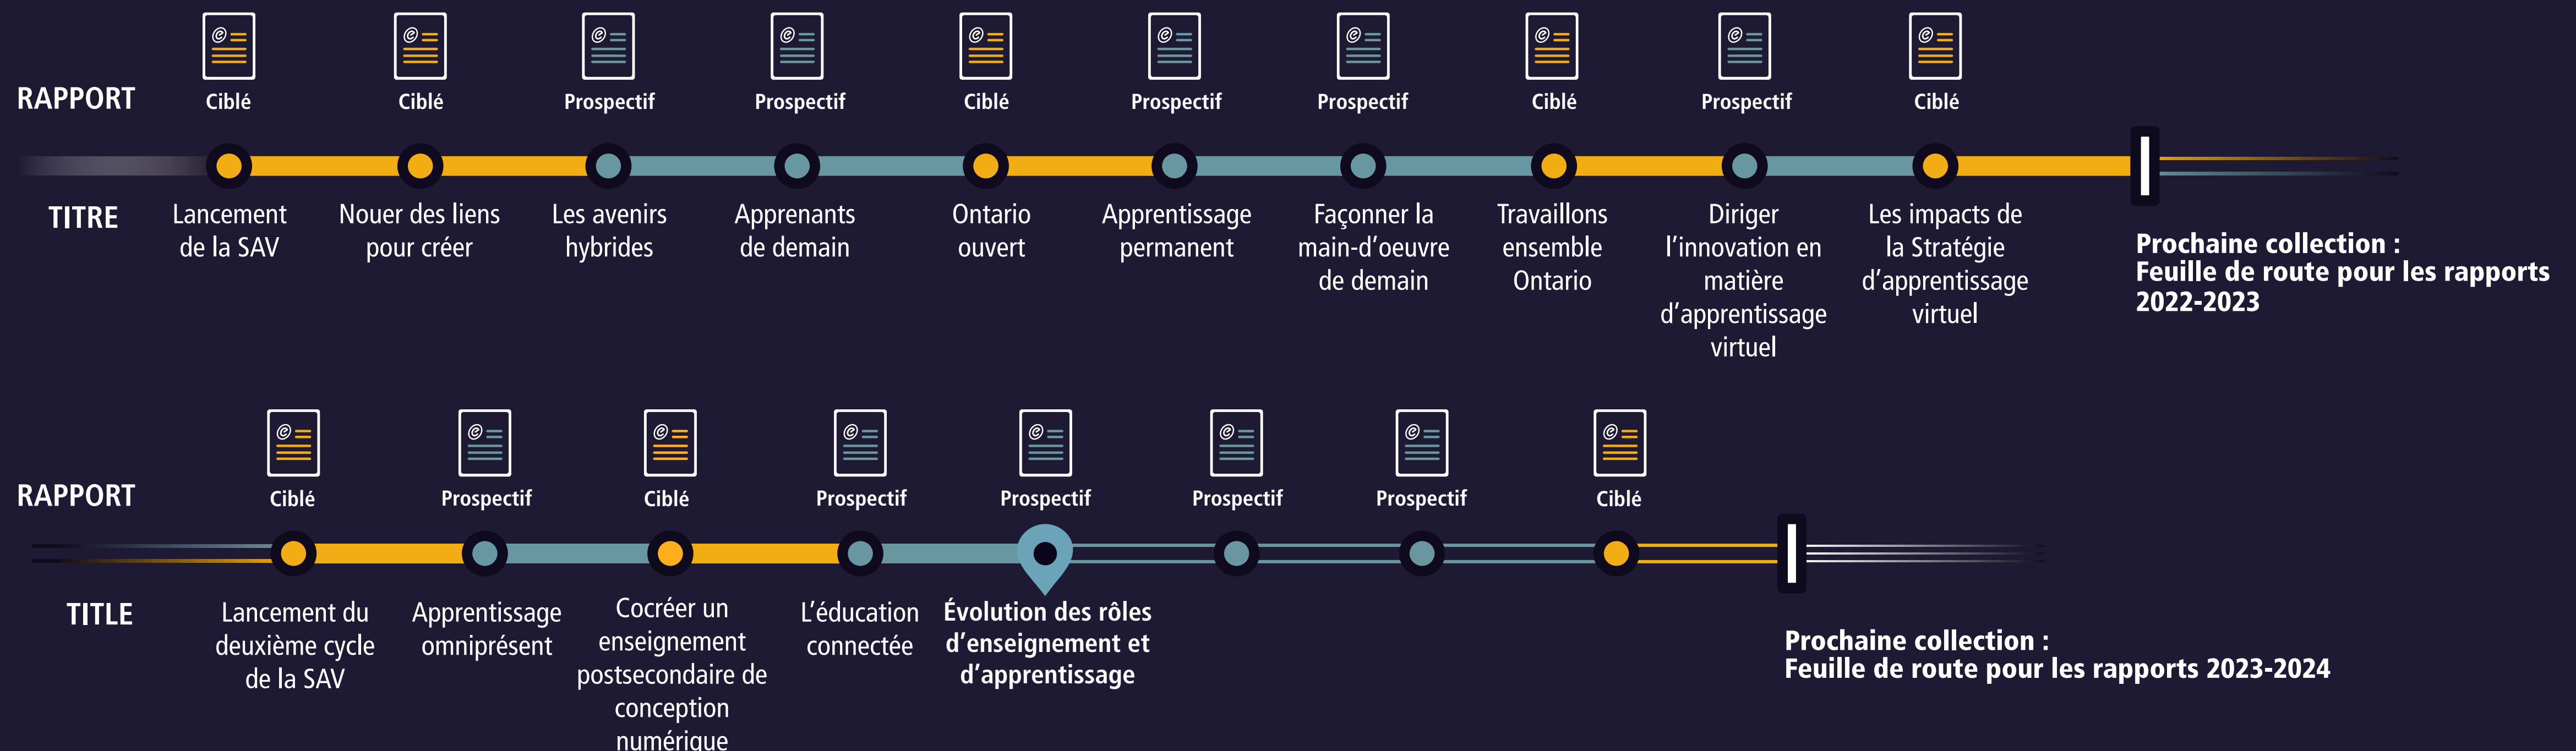 RAPPORT
Ciblé
Ciblé
Prospectif
Prospectif
Ciblé
Prospectif
Prospectif
Ciblé
Prospectif
Ciblé
TITRE
Lancement
de la SAV
Nouer des liens
pour créer
Les avenirs
hybrides
Apprenants
de demain
Ontario
ouvert
Apprentissage
permanent
Façonner la
main-d’oeuvre
de demain
Travaillons
ensemble
Ontario
Diriger
l’innovation en
matière
d’apprentissage
virtuel
Les impacts de
la Stratégie
d’apprentissage
virtuel
Prochaine collection :
Feuille de route pour les rapports
2022-2023
RAPPORT
Ciblé
Prospectif
Ciblé
Prospectif
Prospectif
Prospectif
Prospectif
Ciblé
TITLE
Lancement du
deuxième cycle
de la SAV
Apprentissage
omniprésent
Cocréer un
enseignement
postsecondaire de
conception
numérique
L’éducation
connectée
Évolution des rôles
d’enseignement et
d’apprentissage
Prochaine collection :
Feuille de route pour les rapports 2023-2024